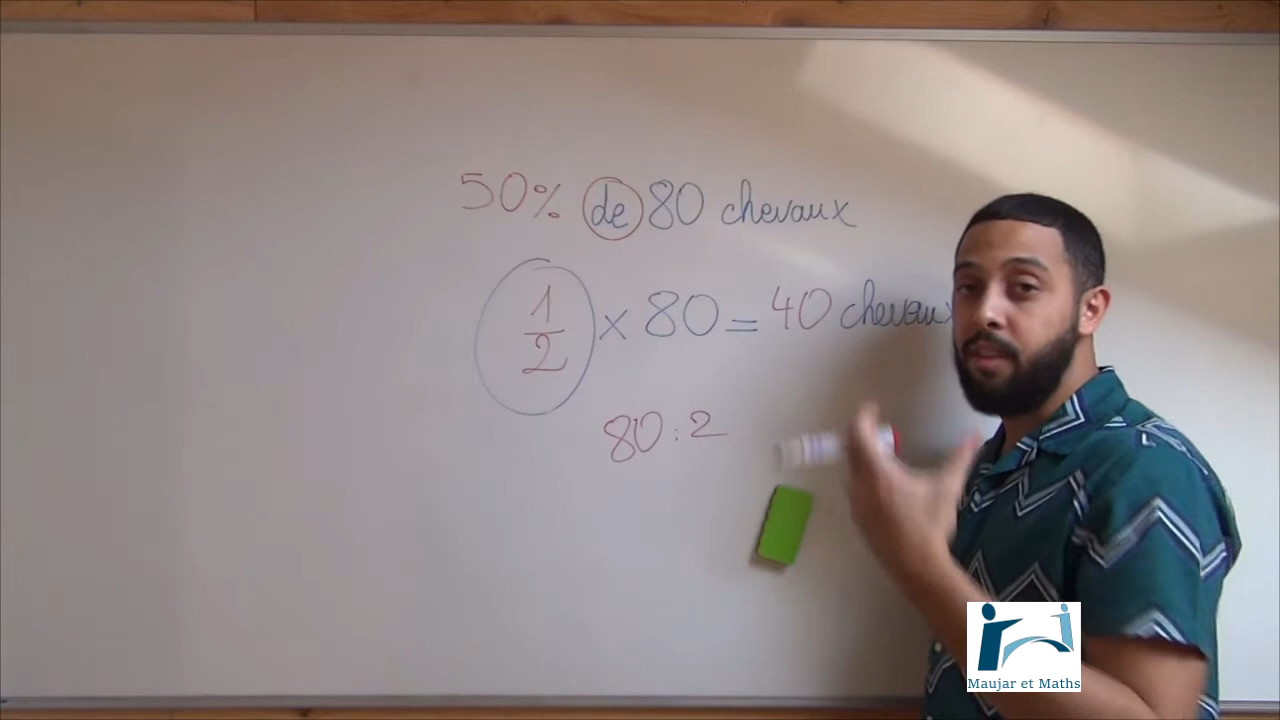 50% de 80 chevaux
1/2 × 80 = 40 chevaux
80 : 2
Maujar et Maths